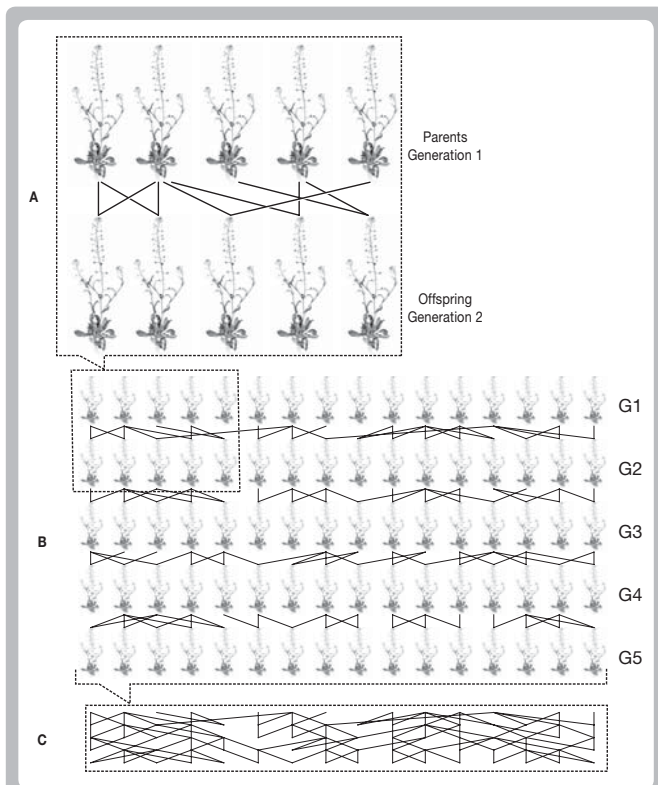 A
Parents
Generation 1
Offspring
Generation 2
G1
G2
B
G3
G4
G5
C